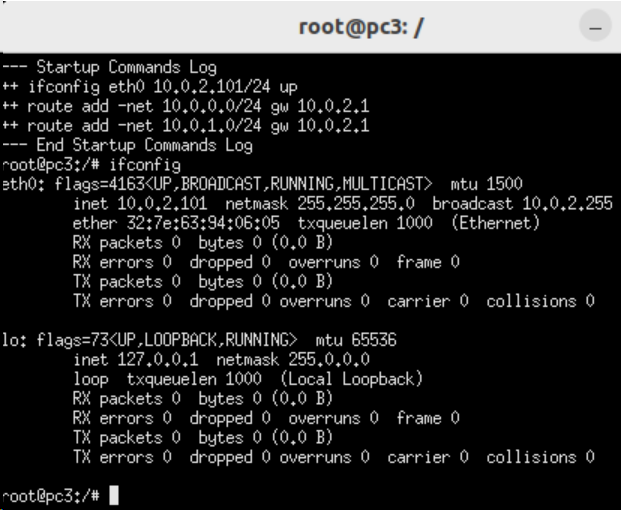 root@pc3: /
--- Startup Commands Log
++ ifconfig eth0 10.0.2.101/24 up
++ route add -net 10.0.0.0/24 gw 10.0.2.1
++ route add -net 10.0.1.0/24 gw 10.0.2.1
--- End Startup Commands Log
root@pc3:/# ifconfig
eth0: flags=4163<UP,BROADCAST,RUNNING,MULTICAST>  mtu 1500
        inet 10.0.2.101  netmask 255.255.255.0  broadcast 10.0.2.255
        ether 32:7e:63:94:06:05  txqueuelen 1000  (Ethernet)
        RX packets 0  bytes 0 (0.0 B)
        RX errors 0  dropped 0  overruns 0  frame 0
        TX packets 0  bytes 0 (0.0 B)
        TX errors 0  dropped 0 overruns 0  carrier 0  collisions 0

lo: flags=73<UP,LOOPBACK,RUNNING>  mtu 65536
        inet 127.0.0.1  netmask 255.0.0.0
        loop  txqueuelen 1000  (Local Loopback)
        RX packets 0  bytes 0 (0.0 B)
        RX errors 0  dropped 0  overruns 0  frame 0
        TX packets 0  bytes 0 (0.0 B)
        TX errors 0  dropped 0 overruns 0  carrier 0  collisions 0

root@pc3:/#